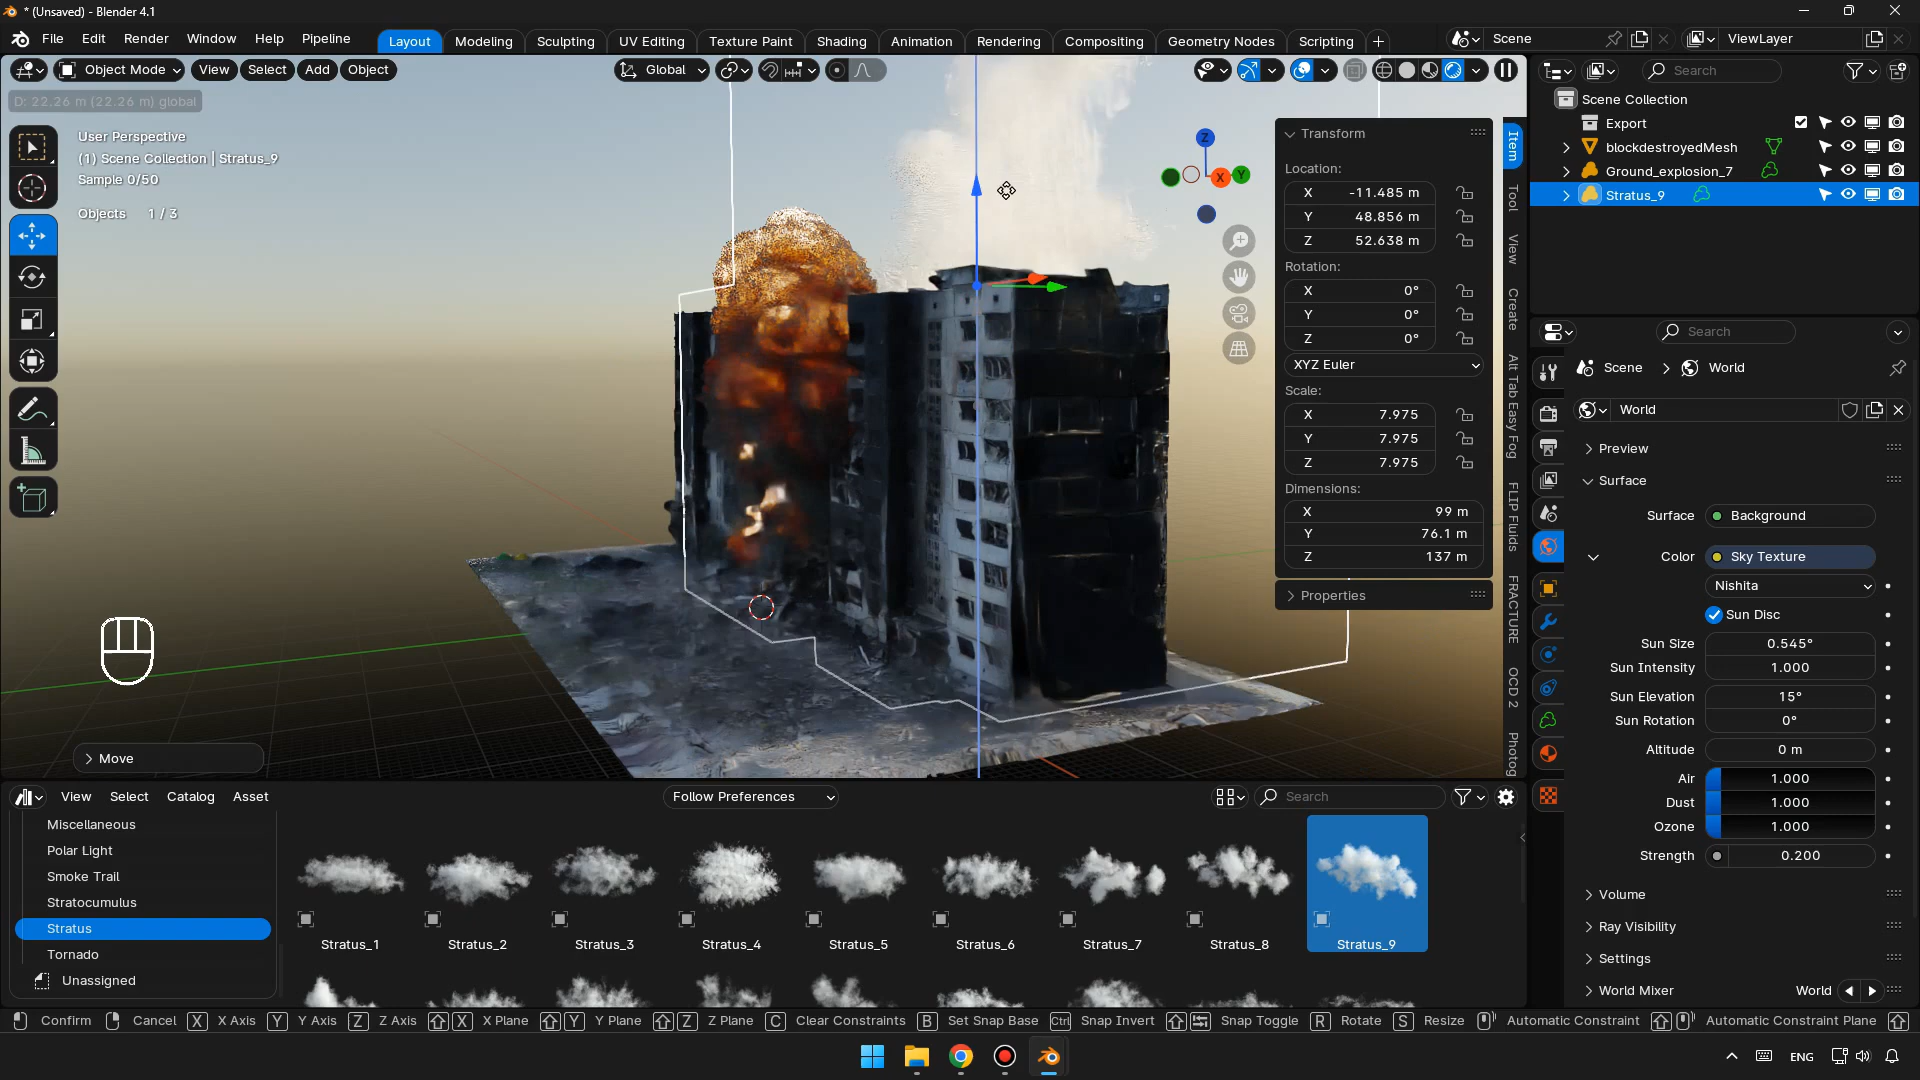 * (Unsaved) - Blender 4.1
File Edit Render Window Help Pipeline
Layout Modeling Sculpting UV Editing Texture Paint Shading Animation Rendering Compositing Geometry Nodes Scripting +
Scene
ViewLayer
Object Mode View Select Add Object
Global
Search
D: 22.26 m (22.26 m) global
User Perspective
(1) Scene Collection | Stratus_9
Sample 0/50
Objects 1 / 3
Z
X
Y
Transform
Location:
X -11.485 m
Y 48.856 m
Z 52.638 m
Rotation:
X 0°
Y 0°
Z 0°
XYZ Euler
Scale:
X 7.975
Y 7.975
Z 7.975
Dimensions:
X 99 m
Y 76.1 m
Z 137 m
Properties
Item
Tool
View
Create
Alt Tab Easy Fog
FLIP Fluids
FRACTURE
OCD 2
Photog
Scene Collection
Export
blockdestroyedMesh
Ground_explosion_7
Stratus_9
Search
Scene > World
World
Preview
Surface
Surface Background
Color Sky Texture
Nishita
Sun Disc
Sun Size 0.545°
Sun Intensity 1.000
Sun Elevation 15°
Sun Rotation 0°
Altitude 0 m
Air 1.000
Dust 1.000
Ozone 1.000
Strength 0.200
Volume
Ray Visibility
Settings
World Mixer World
Move
View Select Catalog Asset
Follow Preferences
Search
Miscellaneous
Polar Light
Smoke Trail
Stratocumulus
Stratus
Tornado
Unassigned
Stratus_1 Stratus_2 Stratus_3 Stratus_4 Stratus_5 Stratus_6 Stratus_7 Stratus_8 Stratus_9
Confirm Cancel X X Axis Y Y Axis Z Z Axis X X Plane Y Y Plane Z Z Plane C Clear Constraints B Set Snap Base Ctrl Snap Invert Snap Toggle R Rotate S Resize Automatic Constraint Automatic Constraint Plane
ENG